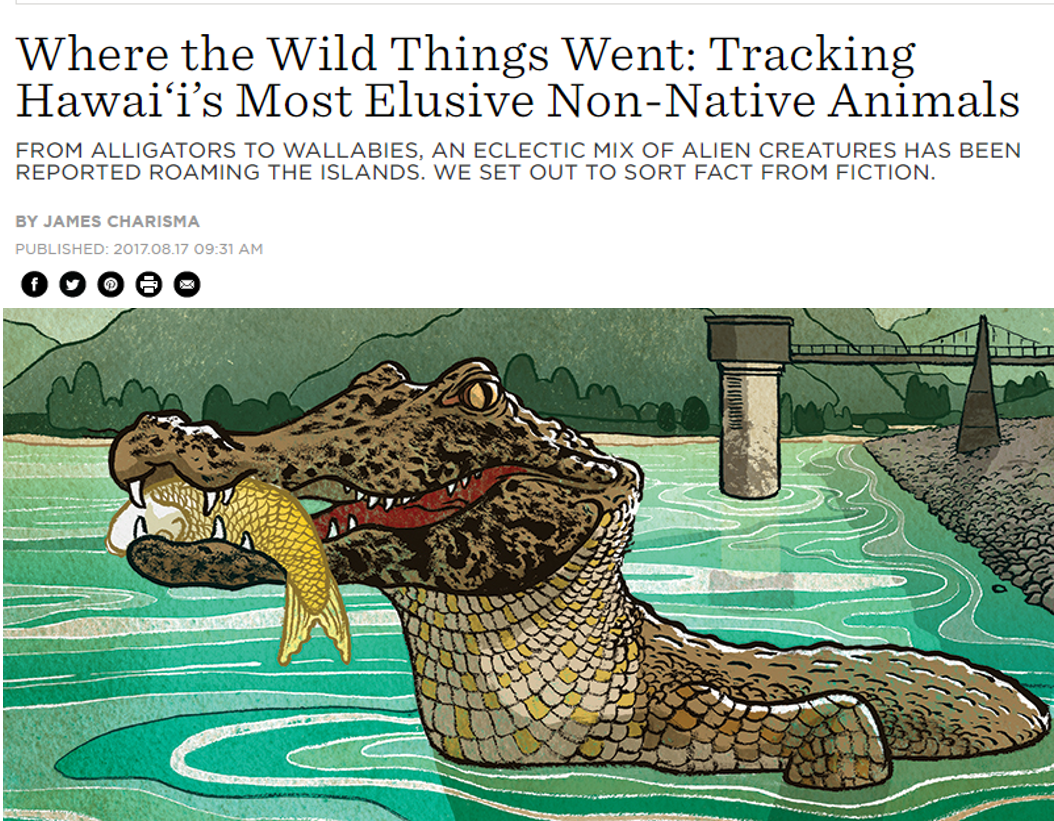 Where the Wild Things Went: Tracking
Hawai‘i’s Most Elusive Non-Native Animals
FROM ALLIGATORS TO WALLABIES, AN ECLECTIC MIX OF ALIEN CREATURES HAS BEEN
REPORTED ROAMING THE ISLANDS. WE SET OUT TO SORT FACT FROM FICTION.
BY JAMES CHARISMA
PUBLISHED: 2017.08.17 09:31 AM